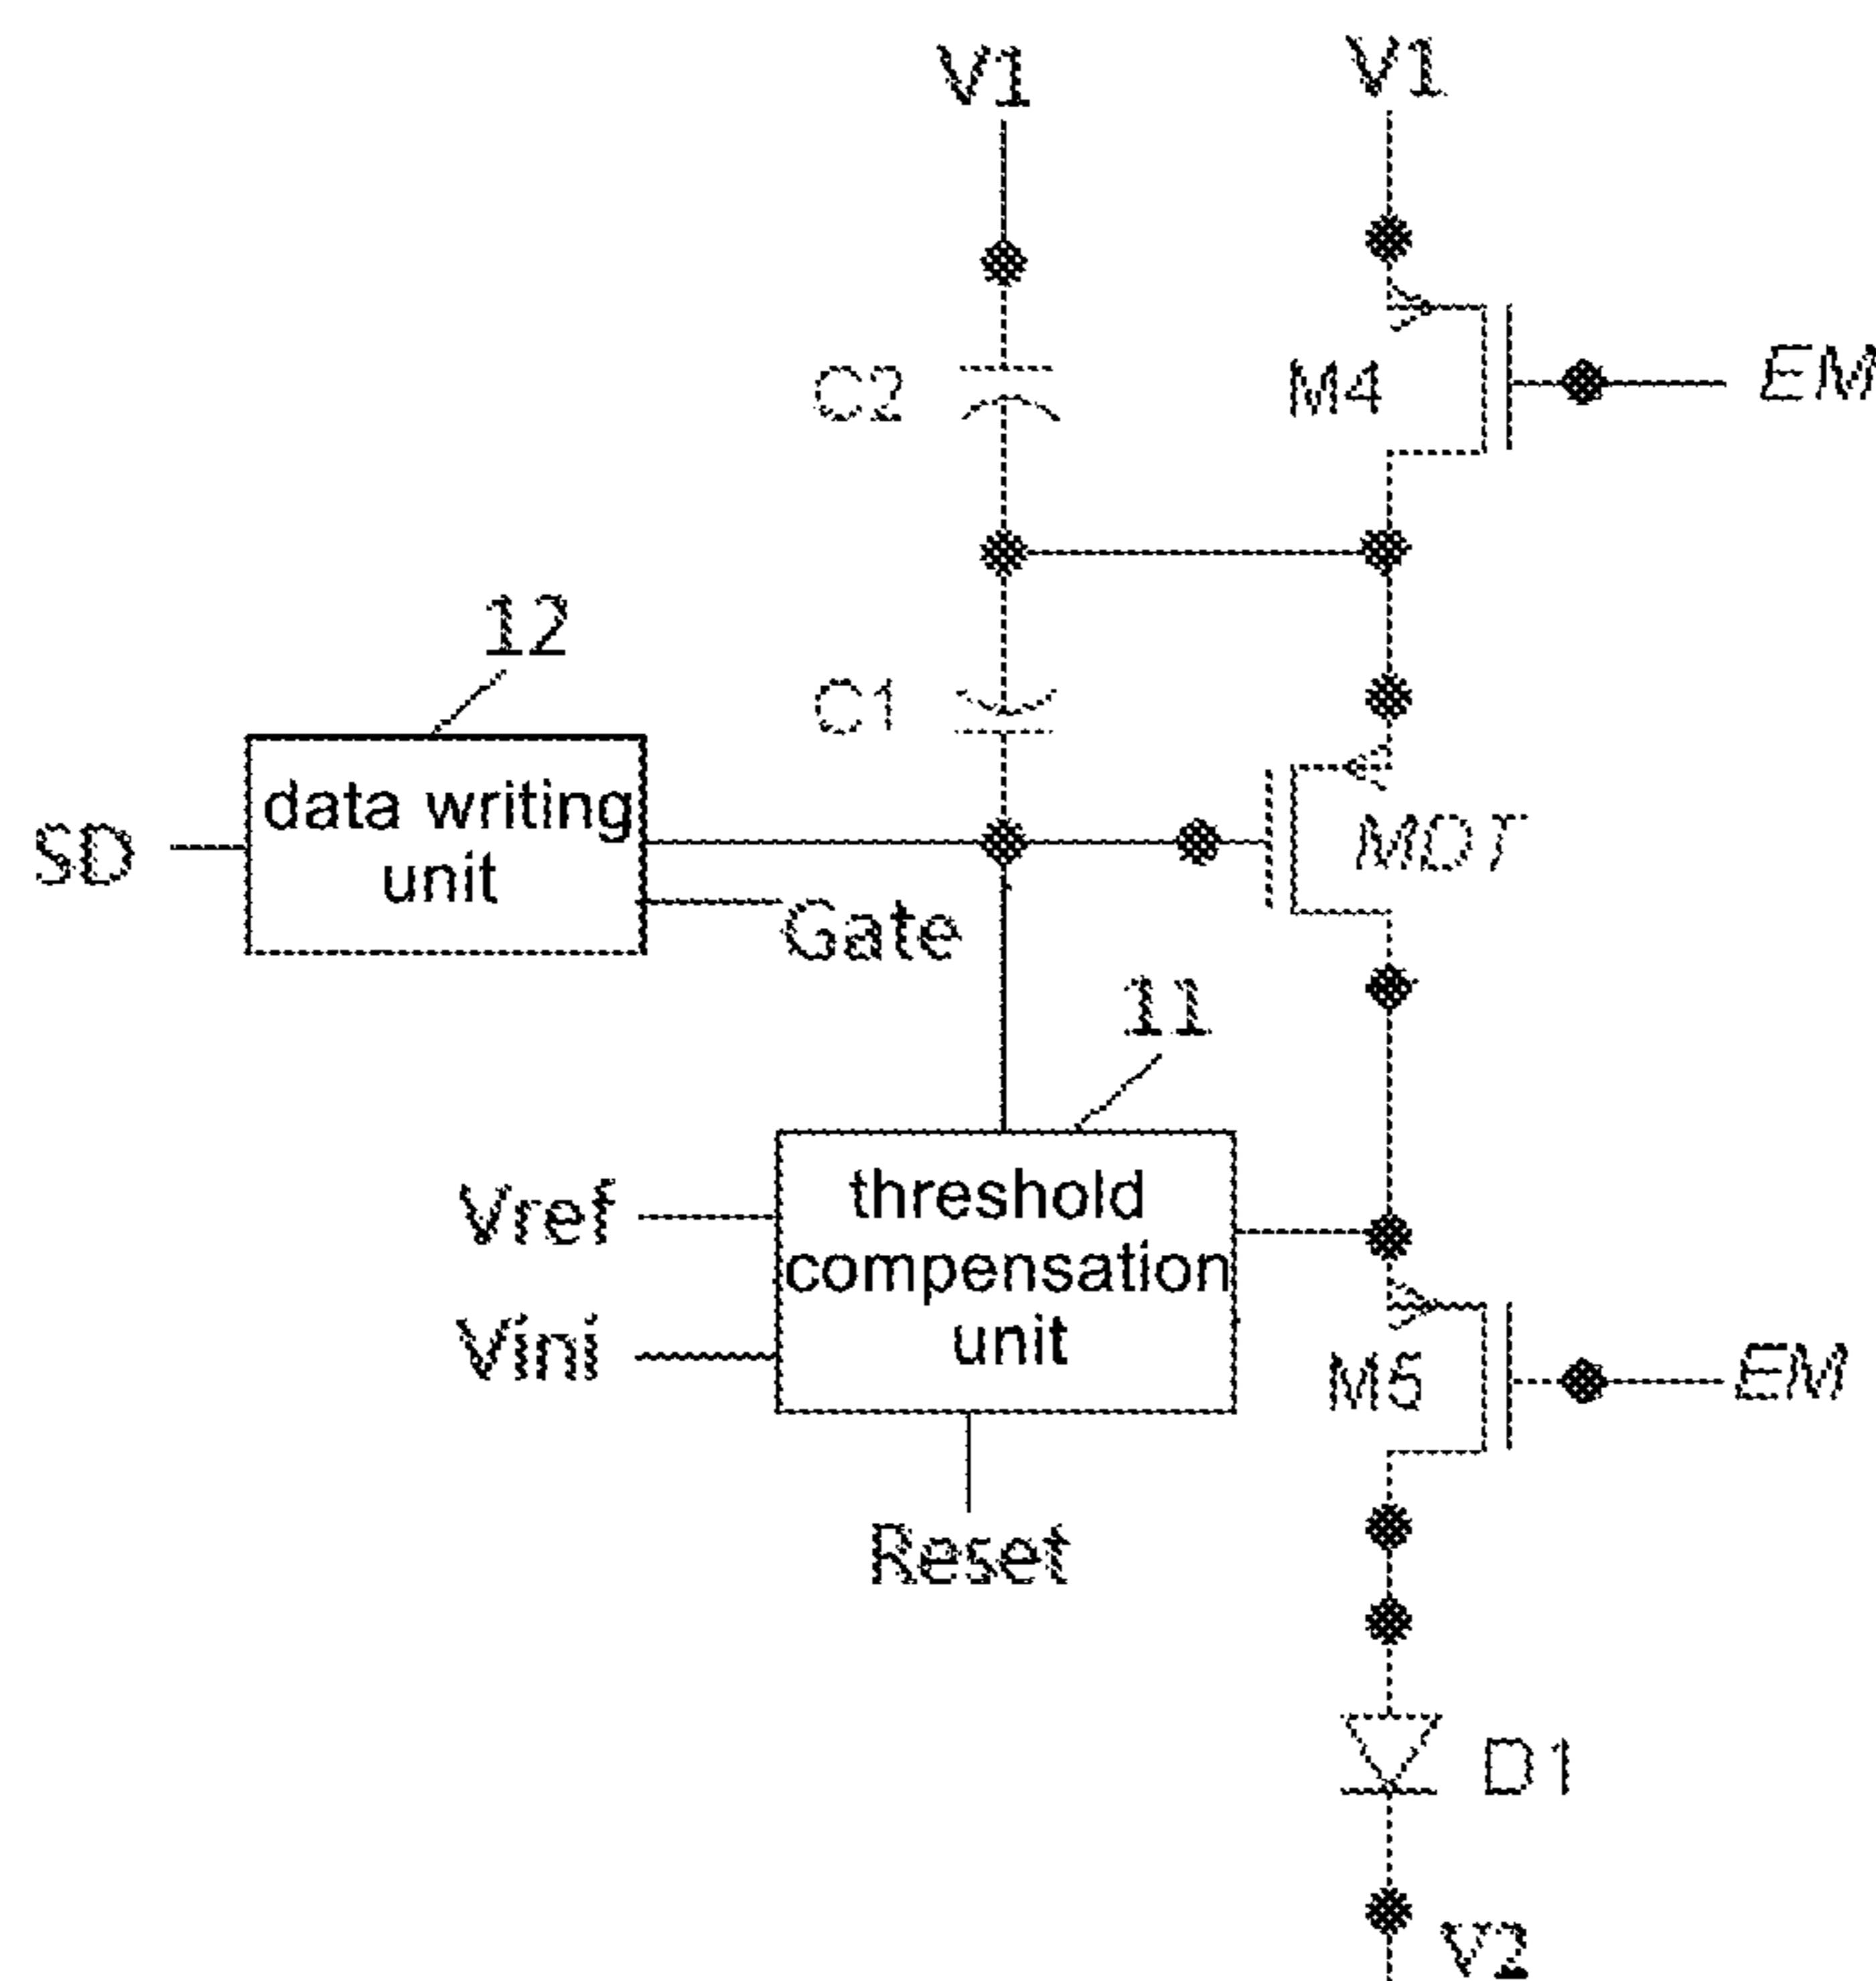 V1
V1
C2
M4
EM
12
C1
data writing
unit
SD
MDT
Gate
11
Vref
threshold
compensation
unit
Vini
M5
EM
Reset
D1
V2